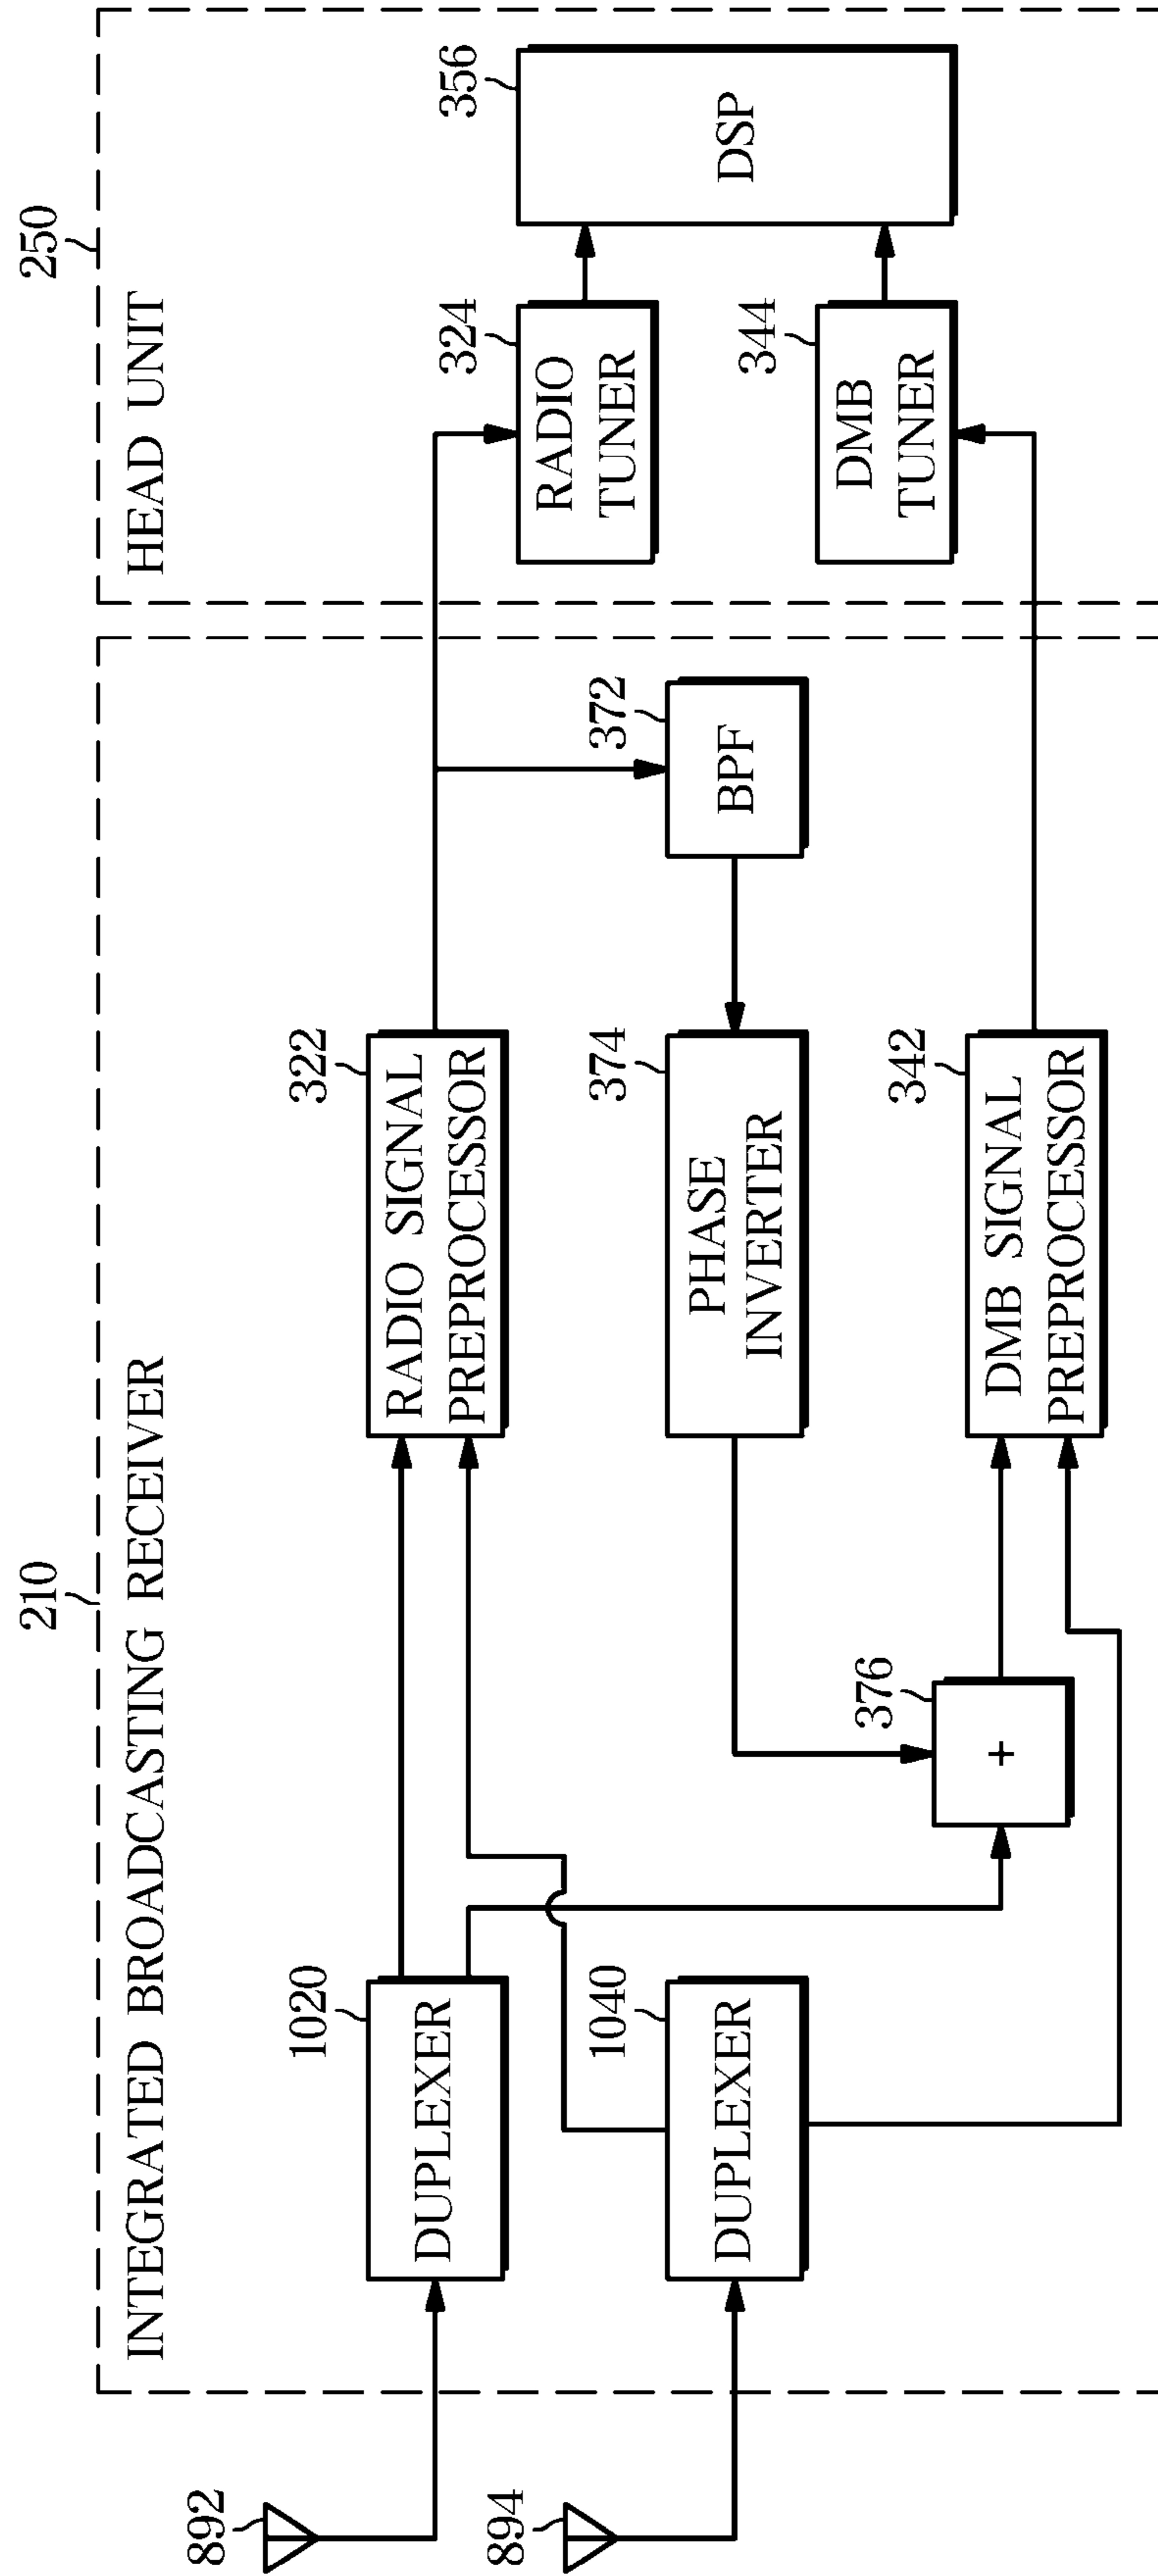 210
250
INTEGRATED BROADCASTING RECEIVER
HEAD UNIT
892
1020
DUPLEXER
322
RADIO SIGNAL
PREPROCESSOR
324
RADIO
TUNER
356
DSP
894
1040
DUPLEXER
374
PHASE
INVERTER
372
BPF
376
+
342
DMB SIGNAL
PREPROCESSOR
344
DMB
TUNER